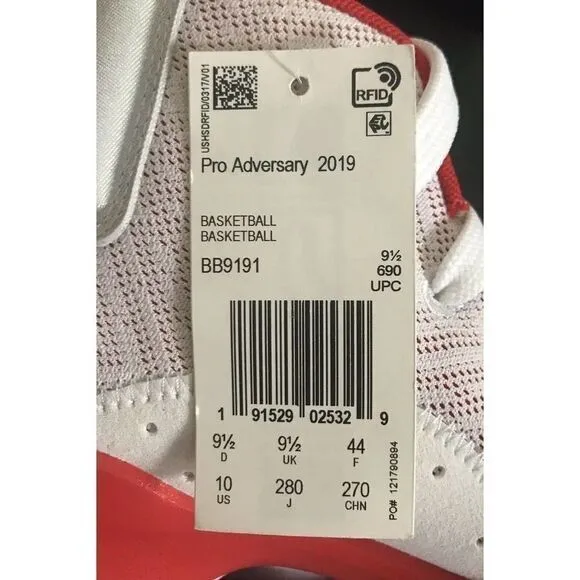 USHSDRFID/0317/V01
RFID
Pro Adversary 2019
BASKETBALL
BASKETBALL
BB9191
9½
690
UPC
1 91529 02532 9
9½ 9½ 44
D UK F
10 280 270
US J CHN
PO# 121790894